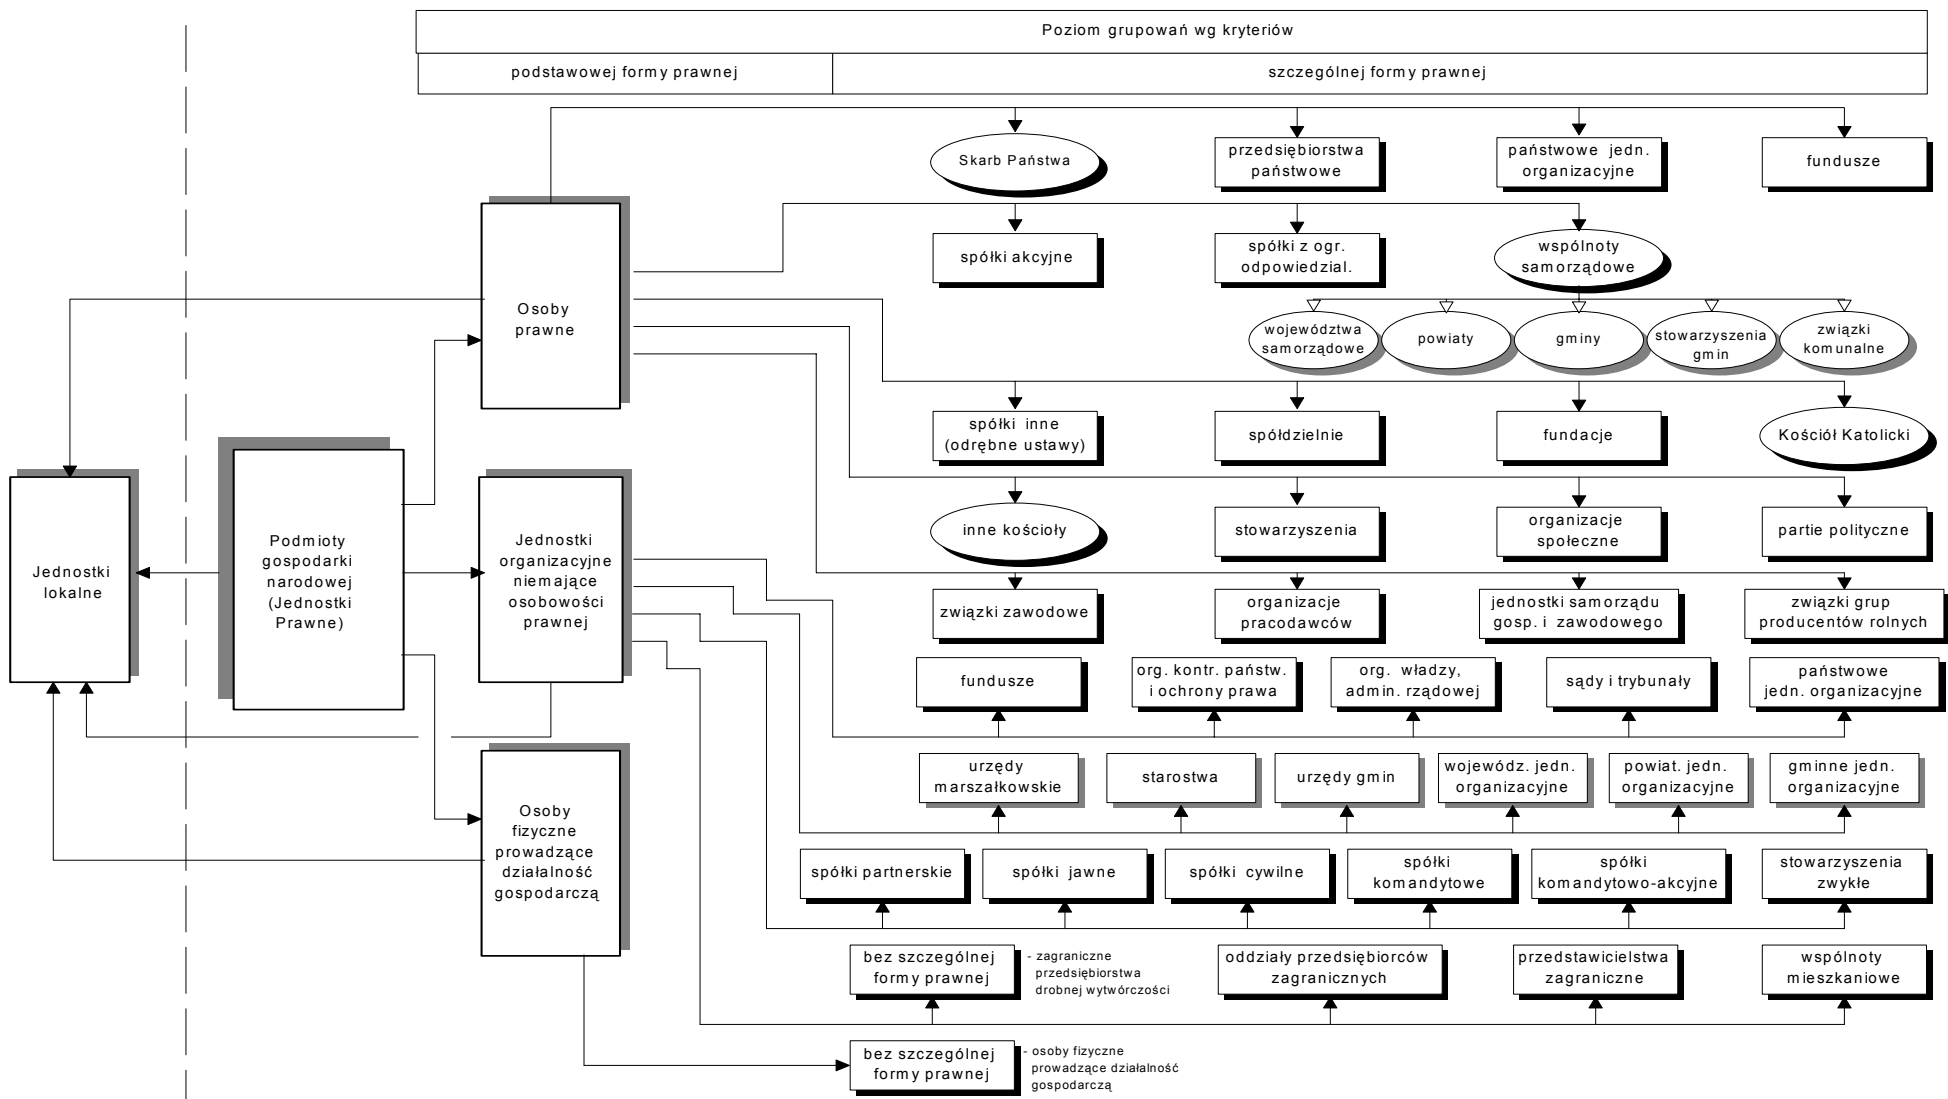 Poziom grupowań wg kryteriów
podstawowej formy prawnej
szczególnej formy prawnej
Skarb Państwa
przedsiębiorstwa
państwowe
państwowe jedn.
organizacyjne
fundusze
spółki akcyjne
spółki z ogr.
odpowiedzial.
wspólnoty
samorządowe
Osoby
prawne
województwa
samorządowe
powiaty
gminy
stowarzyszenia
gmin
związki
komunalne
spółki inne
(odrębne ustawy)
spółdzielnie
fundacje
Kościół Katolicki
inne kościoły
stowarzyszenia
organizacje
społeczne
partie polityczne
Jednostki
lokalne
Podmioty
gospodarki
narodowej
(Jednostki
Prawne)
Jednostki
organizacyjne
niemające
osobowości
prawnej
związki zawodowe
organizacje
pracodawców
jednostki samorządu
gosp. i zawodowego
związki grup
producentów rolnych
fundusze
org. kontr. państw.
i ochrony prawa
org. władzy,
admin. rządowej
sądy i trybunały
państwowe
jedn. organizacyjne
urzędy
marszałkowskie
starostwa
urzędy gmin
wojewódz. jedn.
organizacyjne
powiat. jedn.
organizacyjne
gminne jedn.
organizacyjne
Osoby
fizyczne
prowadzące
działalność
gospodarczą
spółki partnerskie
spółki jawne
spółki cywilne
spółki
komandytowe
spółki
komandytowo-akcyjne
stowarzyszenia
zwykłe
bez szczególnej
formy prawnej
- zagraniczne
przedsiębiorstwa
drobnej wytwórczości
oddziały przedsiębiorców
zagranicznych
przedstawicielstwa
zagraniczne
wspólnoty
mieszkaniowe
bez szczególnej
formy prawnej
- osoby fizyczne
prowadzące działalność
gospodarczą